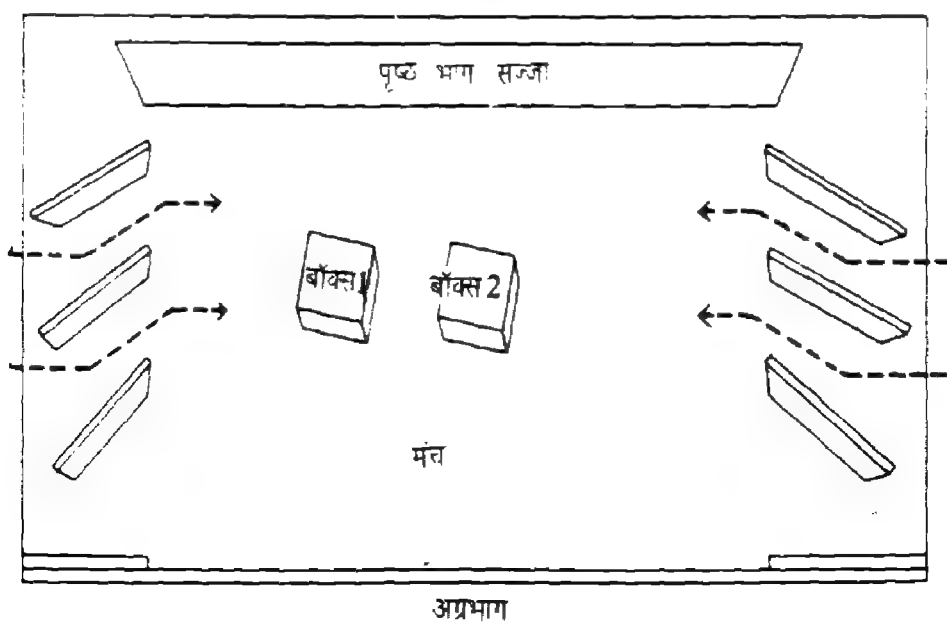 पृष्ठ भाग सज्जा
बॉक्स 1
बॉक्स 2
मंच
अग्रभाग